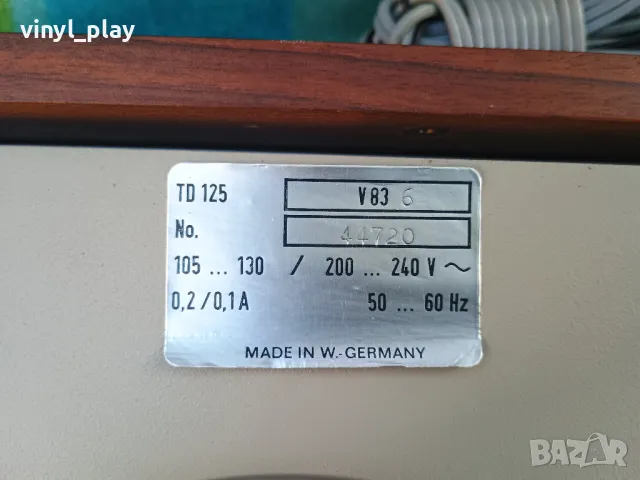 vinyl_play
TD 125 V83 6
No. 44720
105 ... 130 / 200 ... 240 V ~
0,2/0,1A 50 ... 60 Hz
MADE IN W.-GERMANY
BAZAR